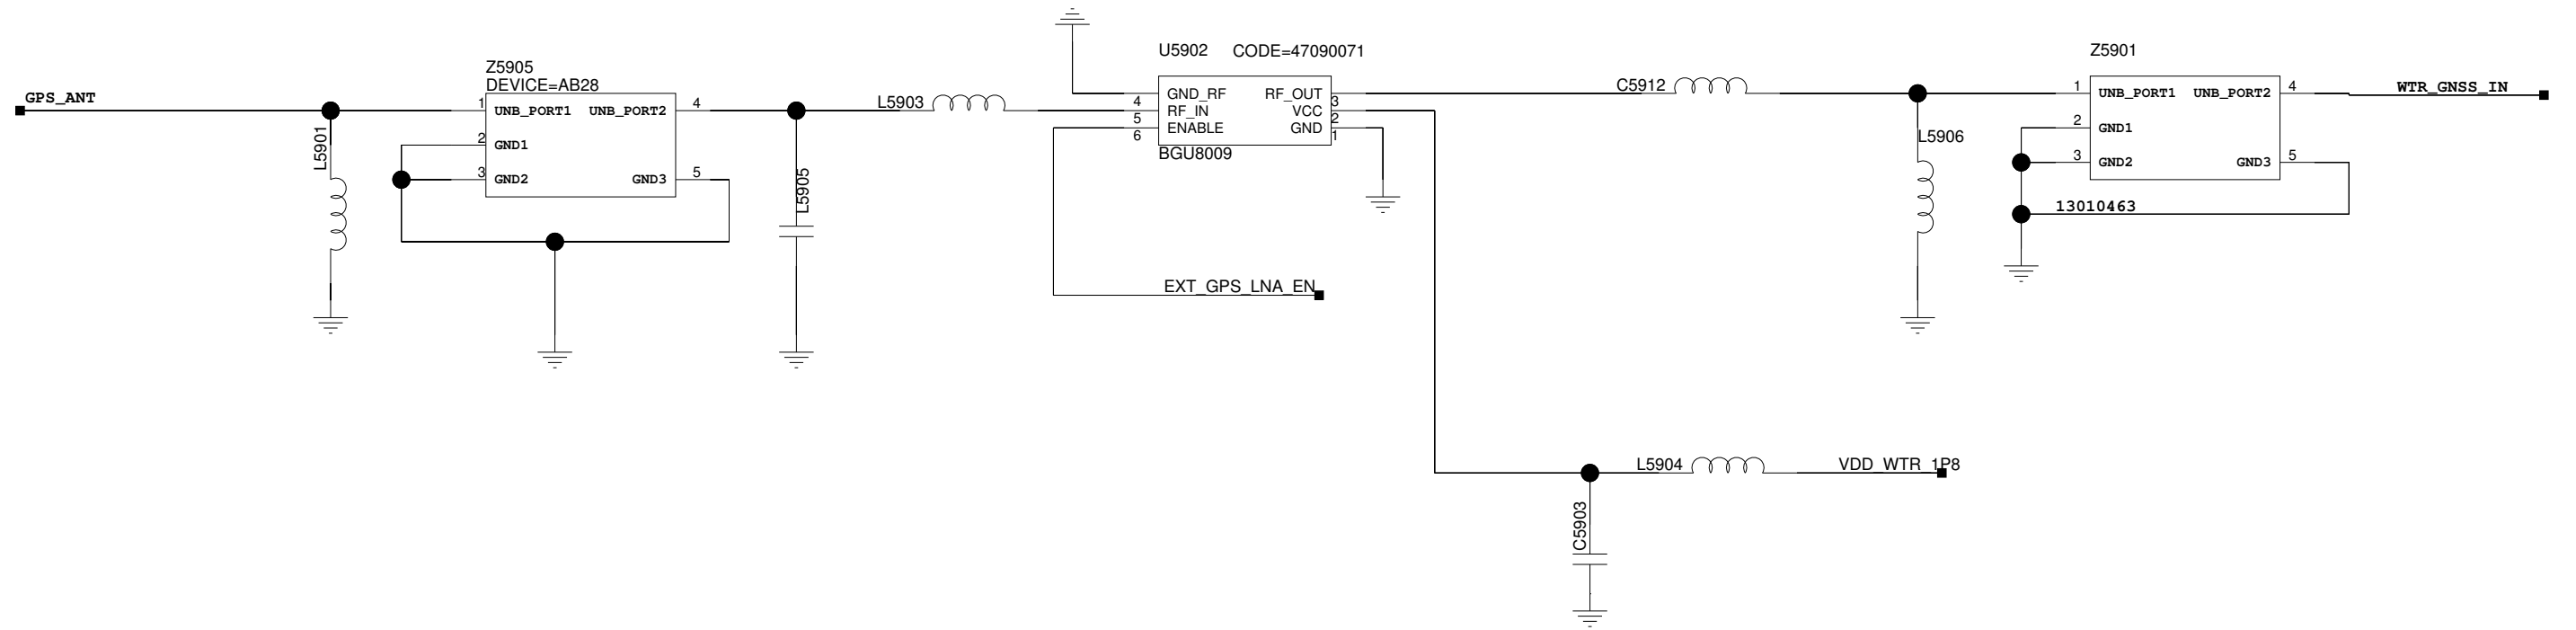 GPS_ANT
L5901
Z5905
DEVICE=AB28
1 UNB_PORT1 UNB_PORT2 4
2 GND1
3 GND2 GND3 5
L5905
L5903
U5902 CODE=47090071
GND_RF RF_OUT
4 RF_IN VCC 3
5 ENABLE GND 2
6 1
BGU8009
EXT_GPS_LNA_EN
C5912
L5906
Z5901
1 UNB_PORT1 UNB_PORT2 4
2 GND1
3 GND2 GND3 5
13010463
WTR_GNSS_IN
L5904 VDD_WTR_1P8
C5903